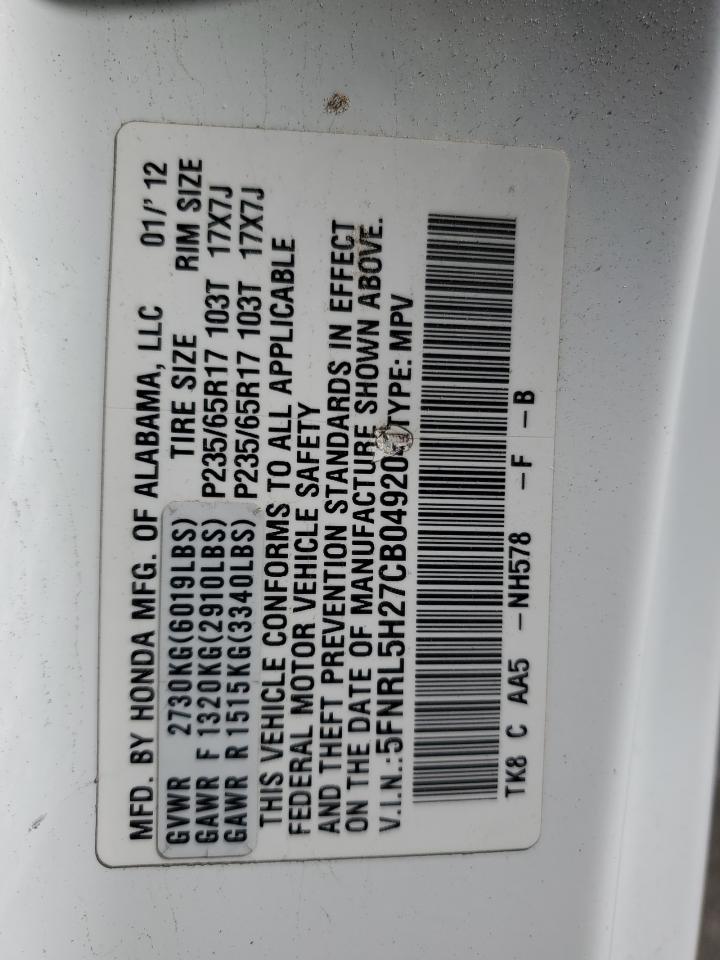 MFD. BY HONDA MFG. OF ALABAMA, LLC 01/'12
GVWR 2730KG(6019LBS) TIRE SIZE RIM SIZE
GAWR F 1320KG(2910LBS) P235/65R17 103T 17X7J
GAWR R 1515KG(3340LBS) P235/65R17 103T 17X7J
THIS VEHICLE CONFORMS TO ALL APPLICABLE
FEDERAL MOTOR VEHICLE SAFETY
AND THEFT PREVENTION STANDARDS IN EFFECT
ON THE DATE OF MANUFACTURE SHOWN ABOVE.
V.I.N.:5FNRL5H27CB04920 TYPE: MPV
TK8 C AA5 -NH578 -F -B